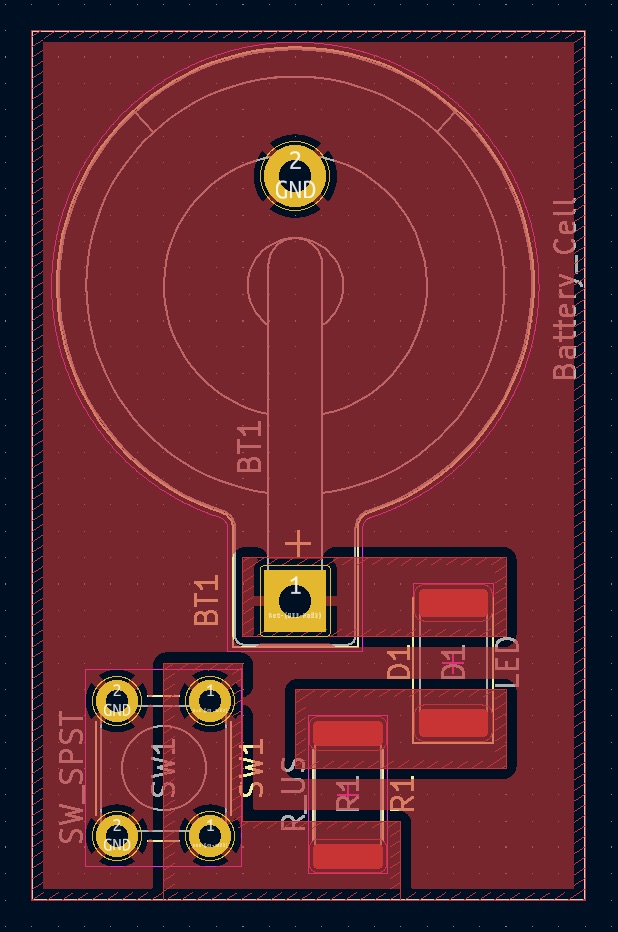 2
GND
Battery_Cell
BT1
+
BT1
1
D1
D1
LED
2
GND
1
SW_SPST
SW1
SW1
R_US
R1
R1
2
GND
1